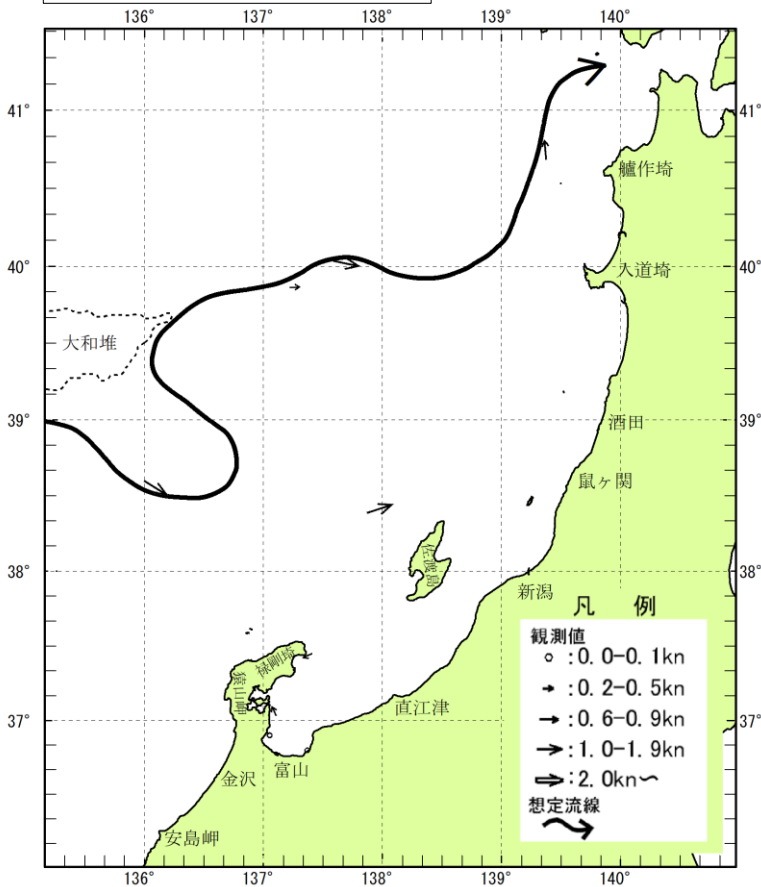 136° 137° 138° 139° 140°
41° 41°
艫作埼
40° 入道埼 40°
大和堆
39° 酒田 39°
鼠ヶ関
佐渡島
38° 新潟 38°
凡 例
観測値
:0.0-0.1kn
禄剛埼
:0.2-0.5kn
猿山岬
37° 直江津 :0.6-0.9kn 37°
:1.0-1.9kn
富山
金沢
:2.0kn〜
想定流線
安島岬
136° 137° 138° 139° 140°